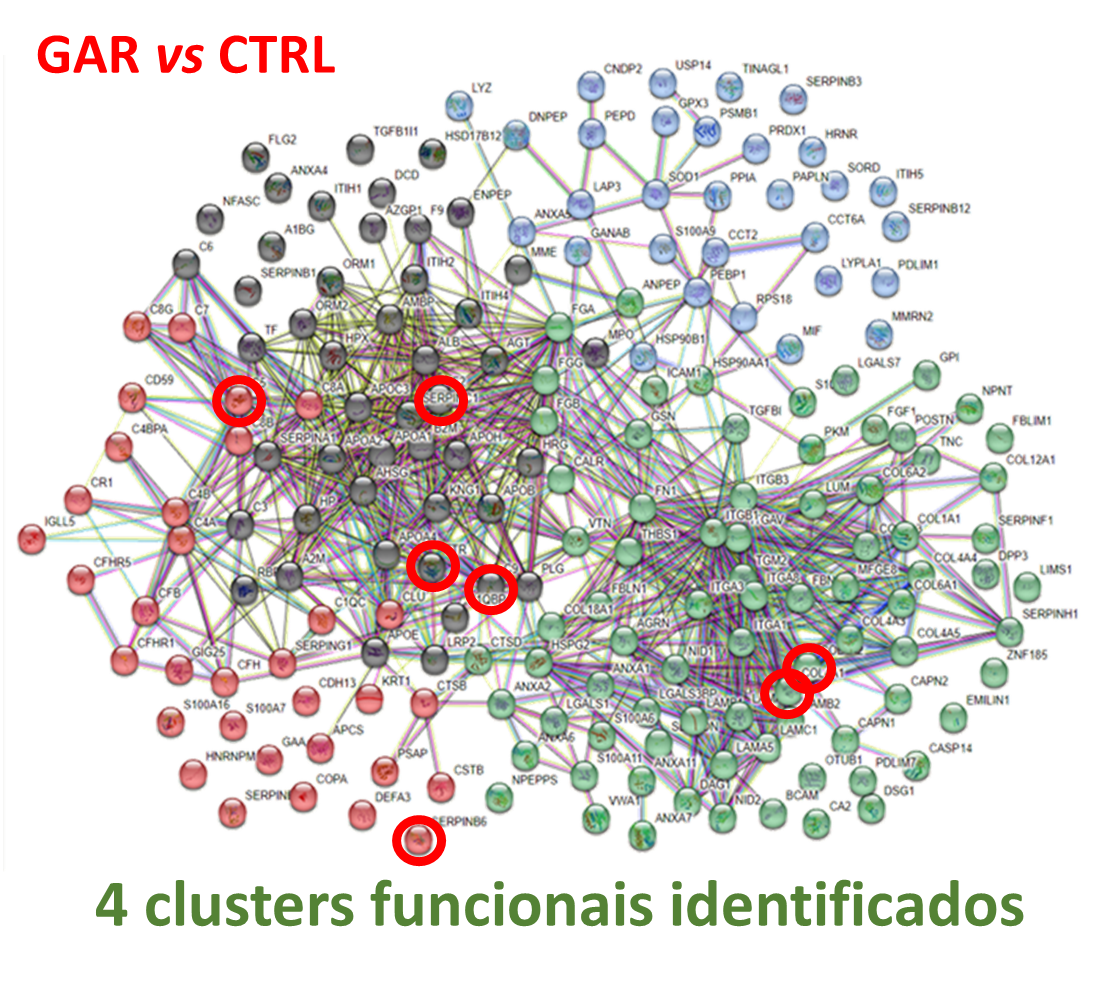 GAR vs CTRL
CNDP2
USP14
TINAGL1
SERPINB3
LYZ
DNPEP
PEPD
GPX3
PSMB1
PRDX1
HRNR
TGFB1I1
HSD17B12
FLG2
ANXA4
DCD
ITIH1
NFASC
AZGP1
F9
ENPEP
LAP3
SOD1
PPIA
PAPLN
SORD
ITIH5
SERPINB12
A1BG
C6
ANXA5
GANAB
S100A9
CCT2
CCT6A
MME
SERPINB1
ORM1
ITIH2
ANPEP
PEBP1
LYPLA1
PDLIM1
C8G
C7
ORM2
AMBP
ITIH4
FGA
RPS18
TF
HPX
ALB
AGT
MPO
HSP90B1
MIF
MMRN2
FGG
ICAM1
HSP90AA1
LGALS7
GPI
CD59
C8A
APOC3
FGB
GSN
TGFBI
NPNT
C4BPA
SERPINA1
APOA2
APOA1
B2M
APOH
HRG
PKM
FGF1
POSTN
TNC
FBLIM1
CR1
AHSG
CALR
ITGB3
COL6A2
COL12A1
IGLL5
C4B
C4A
C3
HP
KNG1
APOB
FN1
ITGB1
LUM
COL1A1
SERPINF1
VTN
THBS1
ITGAV
TGM2
MFGE8
COL4A4
DPP3
LIMS1
CFHR5
A2M
APOA4
C9
PLG
FBLN1
ITGA3
ITGA8
COL6A1
SERPINH1
CFB
C1QC
CLU
COL18A1
AGRN
ITGA1
COL4A3
COL4A5
ZNF185
CFHR1
GIG25
CFH
SERPING1
APOE
LRP2
CTSD
HSPG2
NID1
ANXA1
CDH13
KRT1
CTSB
ANXA2
LGALS3BP
LAMB2
CAPN2
EMILIN1
S100A16
S100A7
APCS
LGALS1
S100A6
LAMC1
CAPN1
HNRNPM
GAA
PSAP
ANXA6
LAMA5
CASP14
COPA
CSTB
NPEPPS
S100A11
ANXA11
OTUB1
PDLIM7
DEFA3
DAG1
NID2
BCAM
DSG1
SERPINB6
VWA1
ANXA7
CA2
4 clusters funcionais identificados